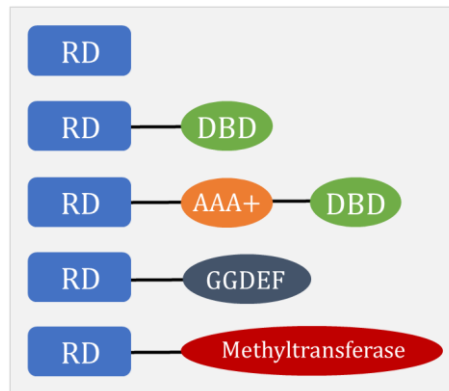 RD
RD DBD
RD AAA+ DBD
RD GGDEF
RD Methyltransferase